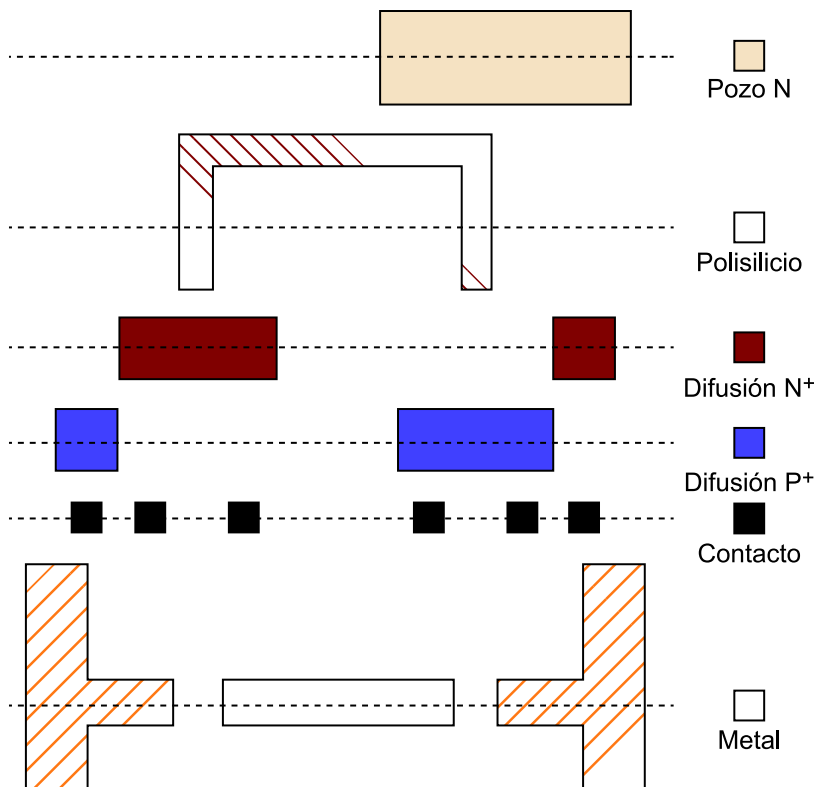 Pozo N
Polisilicio
Difusión N⁺
Difusión P⁺
Contacto
Metal